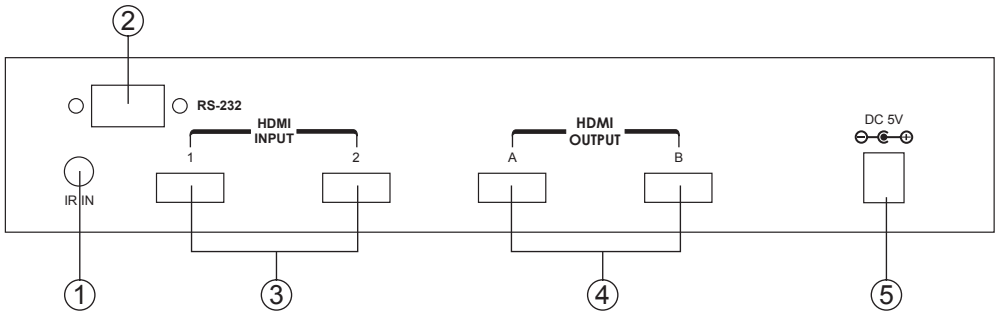 2
RS-232
HDMI
INPUT
1 2
HDMI
OUTPUT
A B
DC 5V
IR IN
1 3 4 5